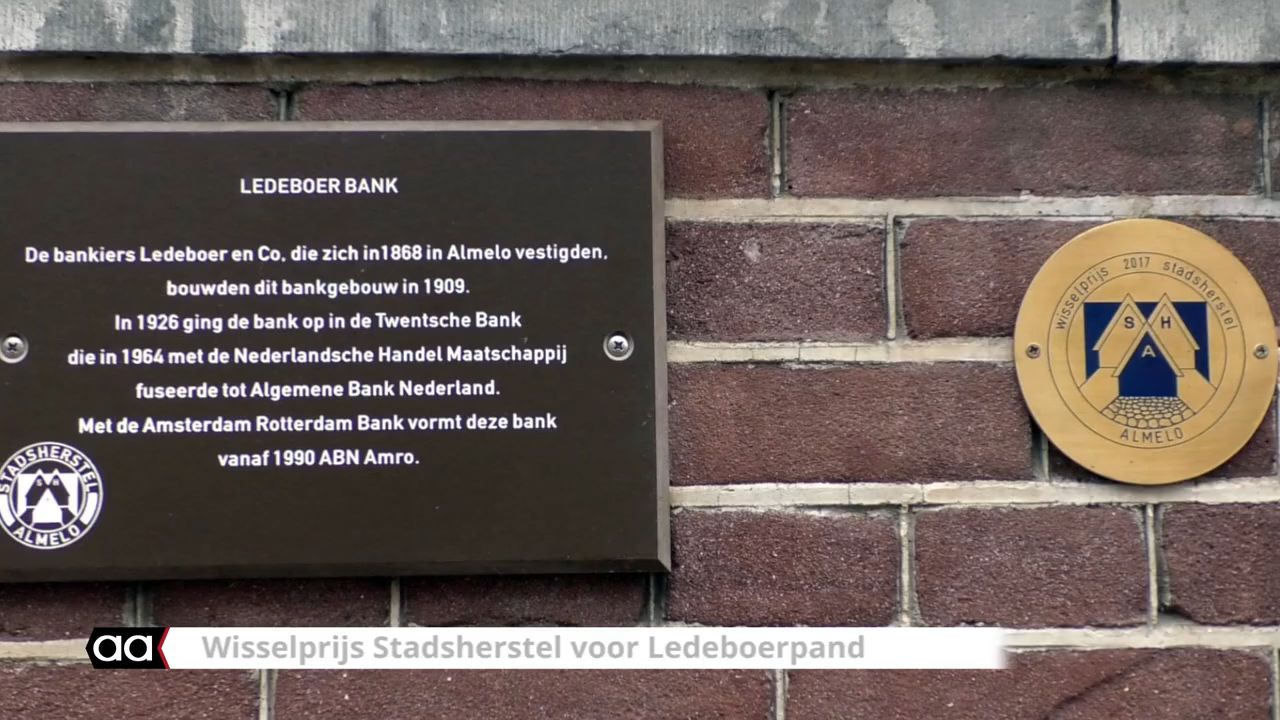 LEDEBOER BANK
De bankiers Ledeboer en Co, die zich in1868 in Almelo vestigden,
bouwden dit bankgebouw in 1909.
In 1926 ging de bank op in de Twentsche Bank
die in 1964 met de Nederlandsche Handel Maatschappij
fuseerde tot Algemene Bank Nederland.
Met de Amsterdam Rotterdam Bank vormt deze bank
vanaf 1990 ABN Amro.
STADSHERSTEL
S H
A
ALMELO
wisselprijs 2017 stadsherstel
S H
A
ALMELO
aa Wisselprijs Stadsherstel voor Ledeboerpand